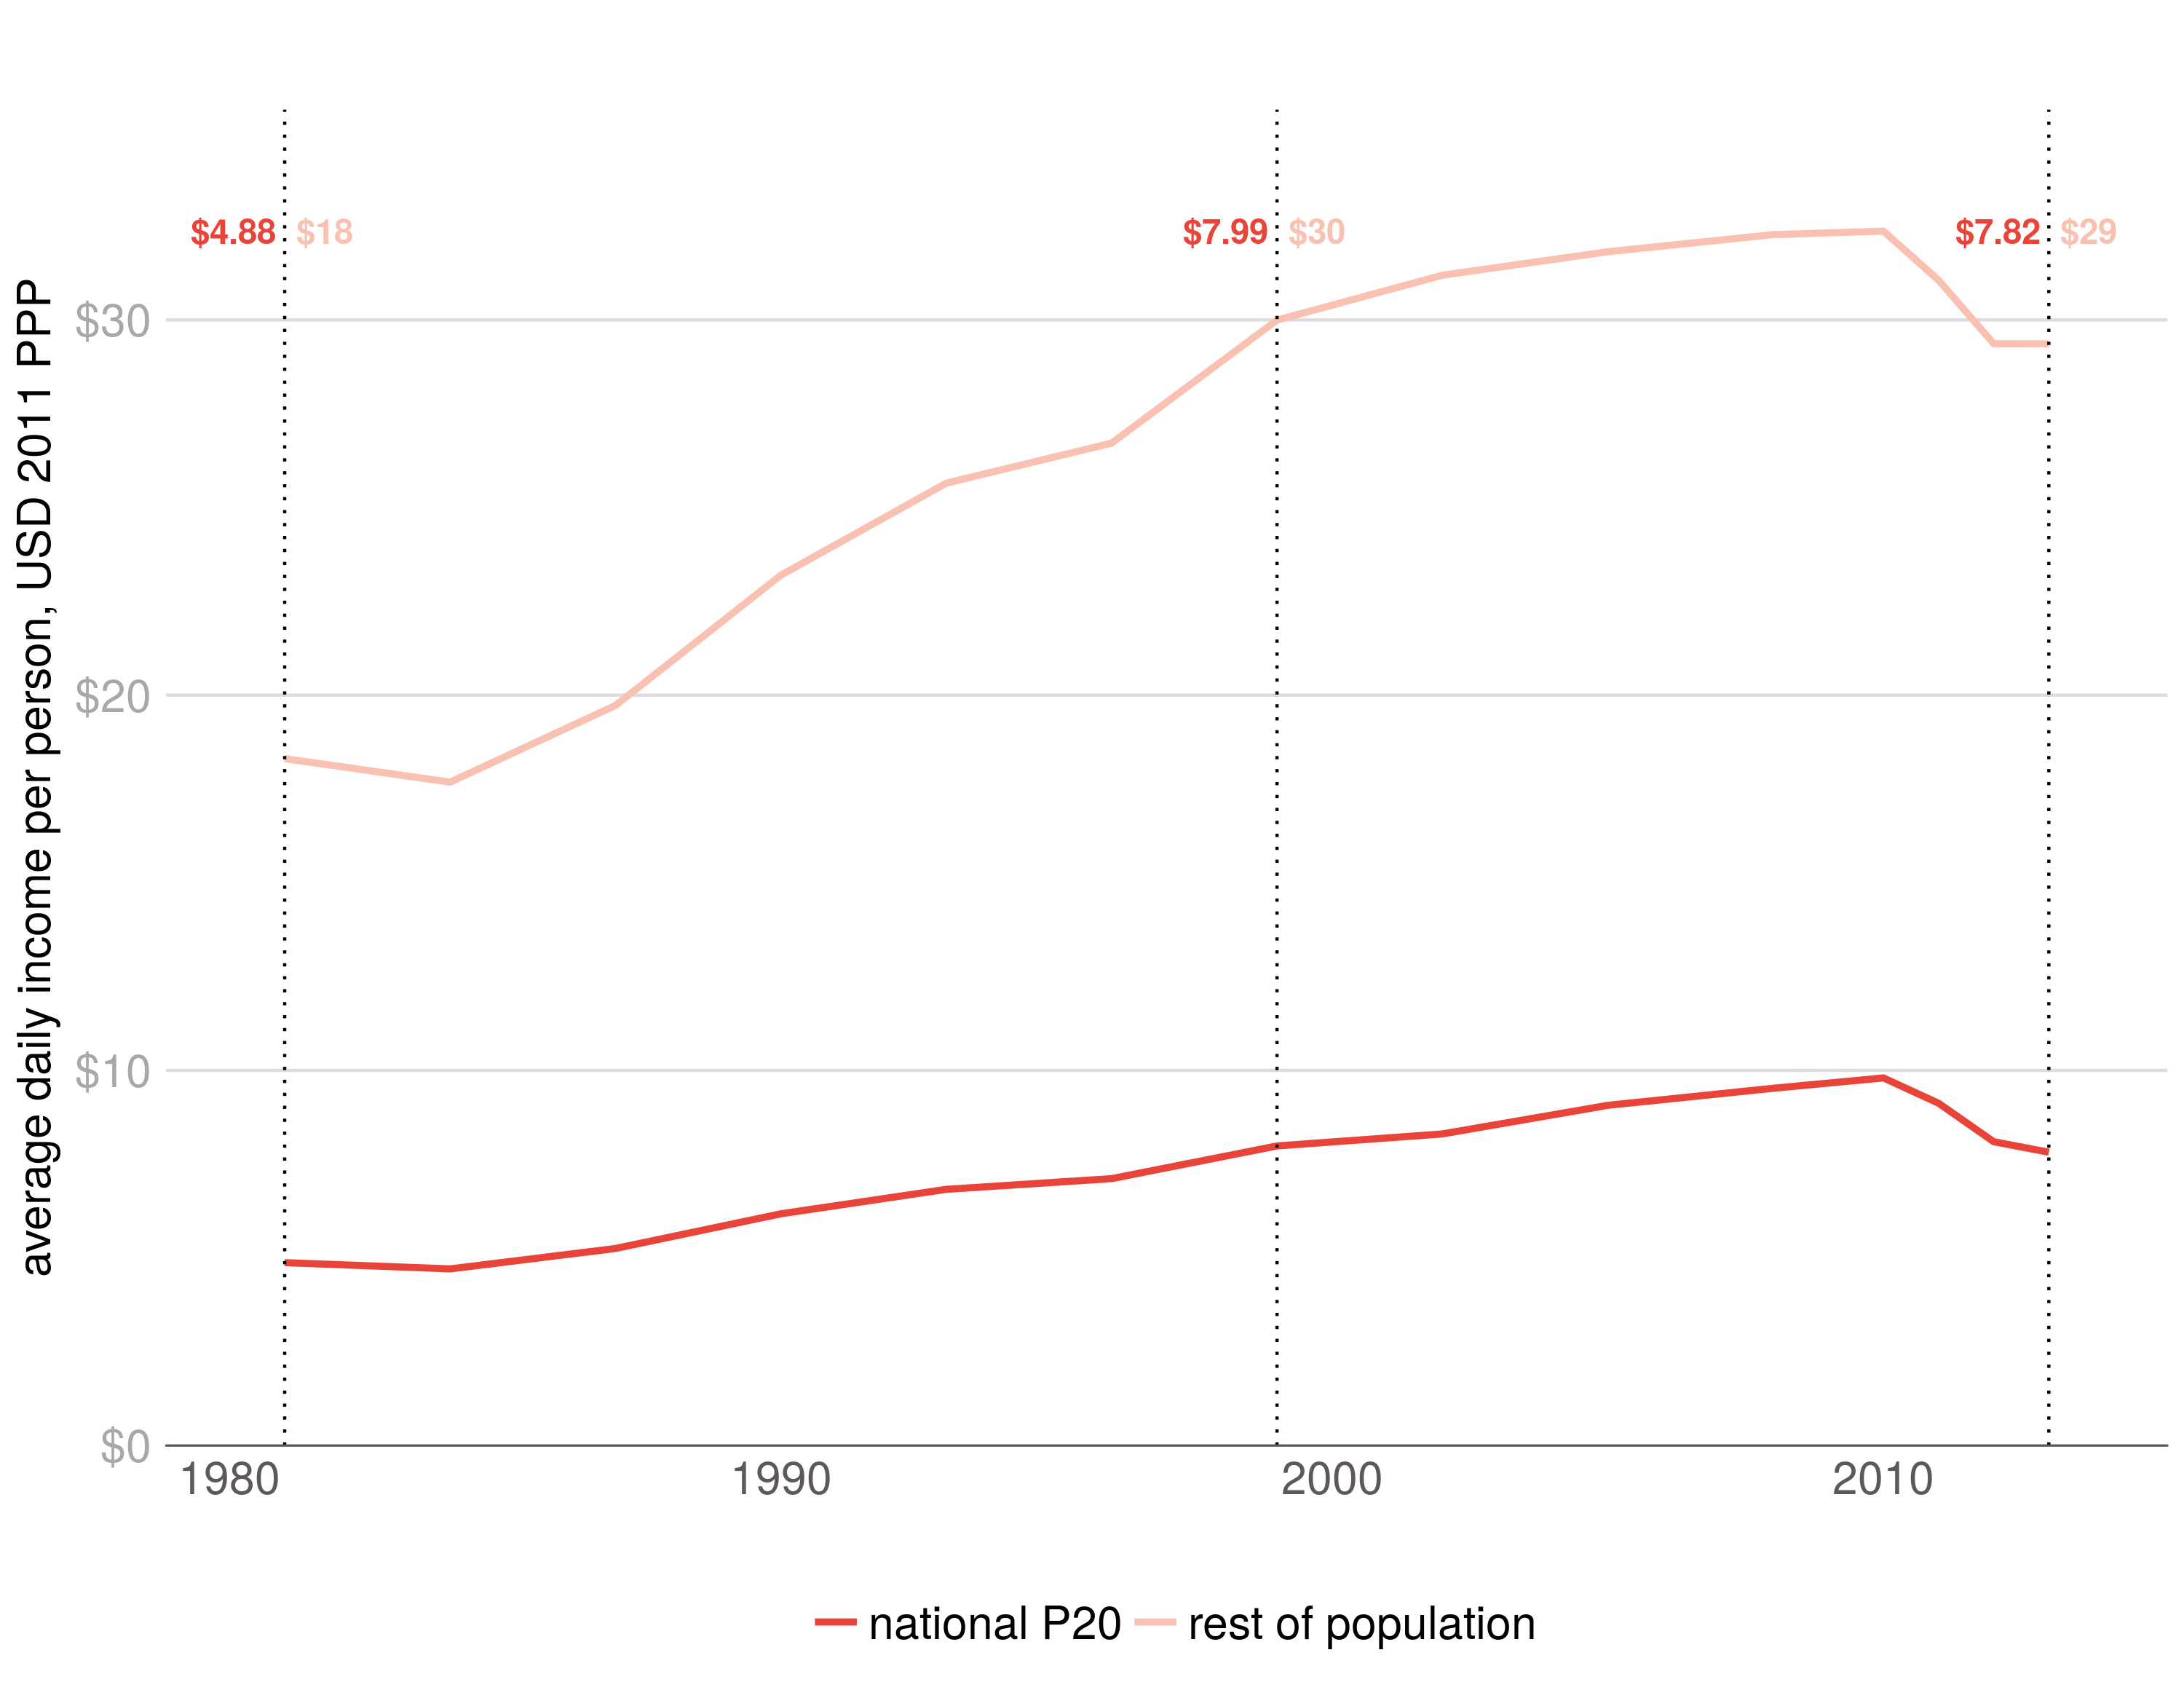 average daily income per person, USD 2011 PPP
$4.88 $18
$7.99 $30
$7.82 $29
$30
$20
$10
$0
1980 1990 2000 2010
national P20 rest of population